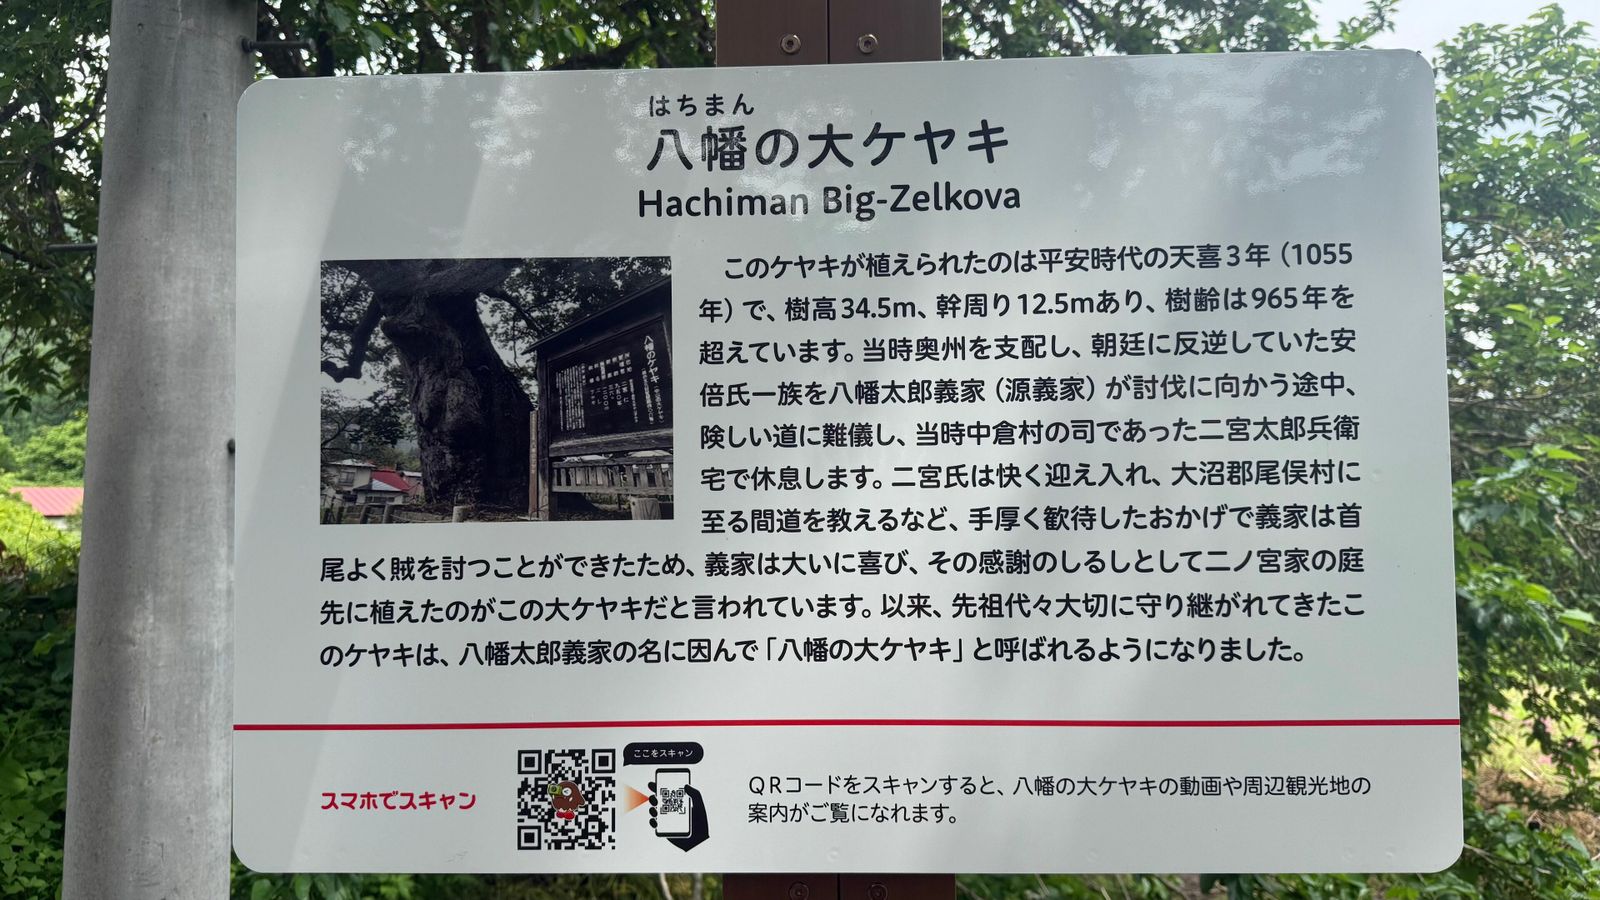 はちまん
八幡の大ケヤキ
Hachiman Big-Zelkova
このケヤキが植えられたのは平安時代の天喜3年（1055
年）で、樹高34.5m、幹周り12.5mあり、樹齢は965年を
超えています。当時奥州を支配し、朝廷に反逆していた安
倍氏一族を八幡太郎義家（源義家）が討伐に向かう途中、
険しい道に難儀し、当時中倉村の司であった二宮太郎兵衛
宅で休息します。二宮氏は快く迎え入れ、大沼郡尾俣村に
至る間道を教えるなど、手厚く歓待したおかげで義家は首
尾よく賊を討つことができたため、義家は大いに喜び、その感謝のしるしとして二ノ宮家の庭
先に植えたのがこの大ケヤキだと言われています。以来、先祖代々大切に守り継がれてきたこ
のケヤキは、八幡太郎義家の名に因んで「八幡の大ケヤキ」と呼ばれるようになりました。
八幡のケヤキ
スマホでスキャン
ここをスキャン
QRコードをスキャンすると、八幡の大ケヤキの動画や周辺観光地の
案内がご覧になれます。